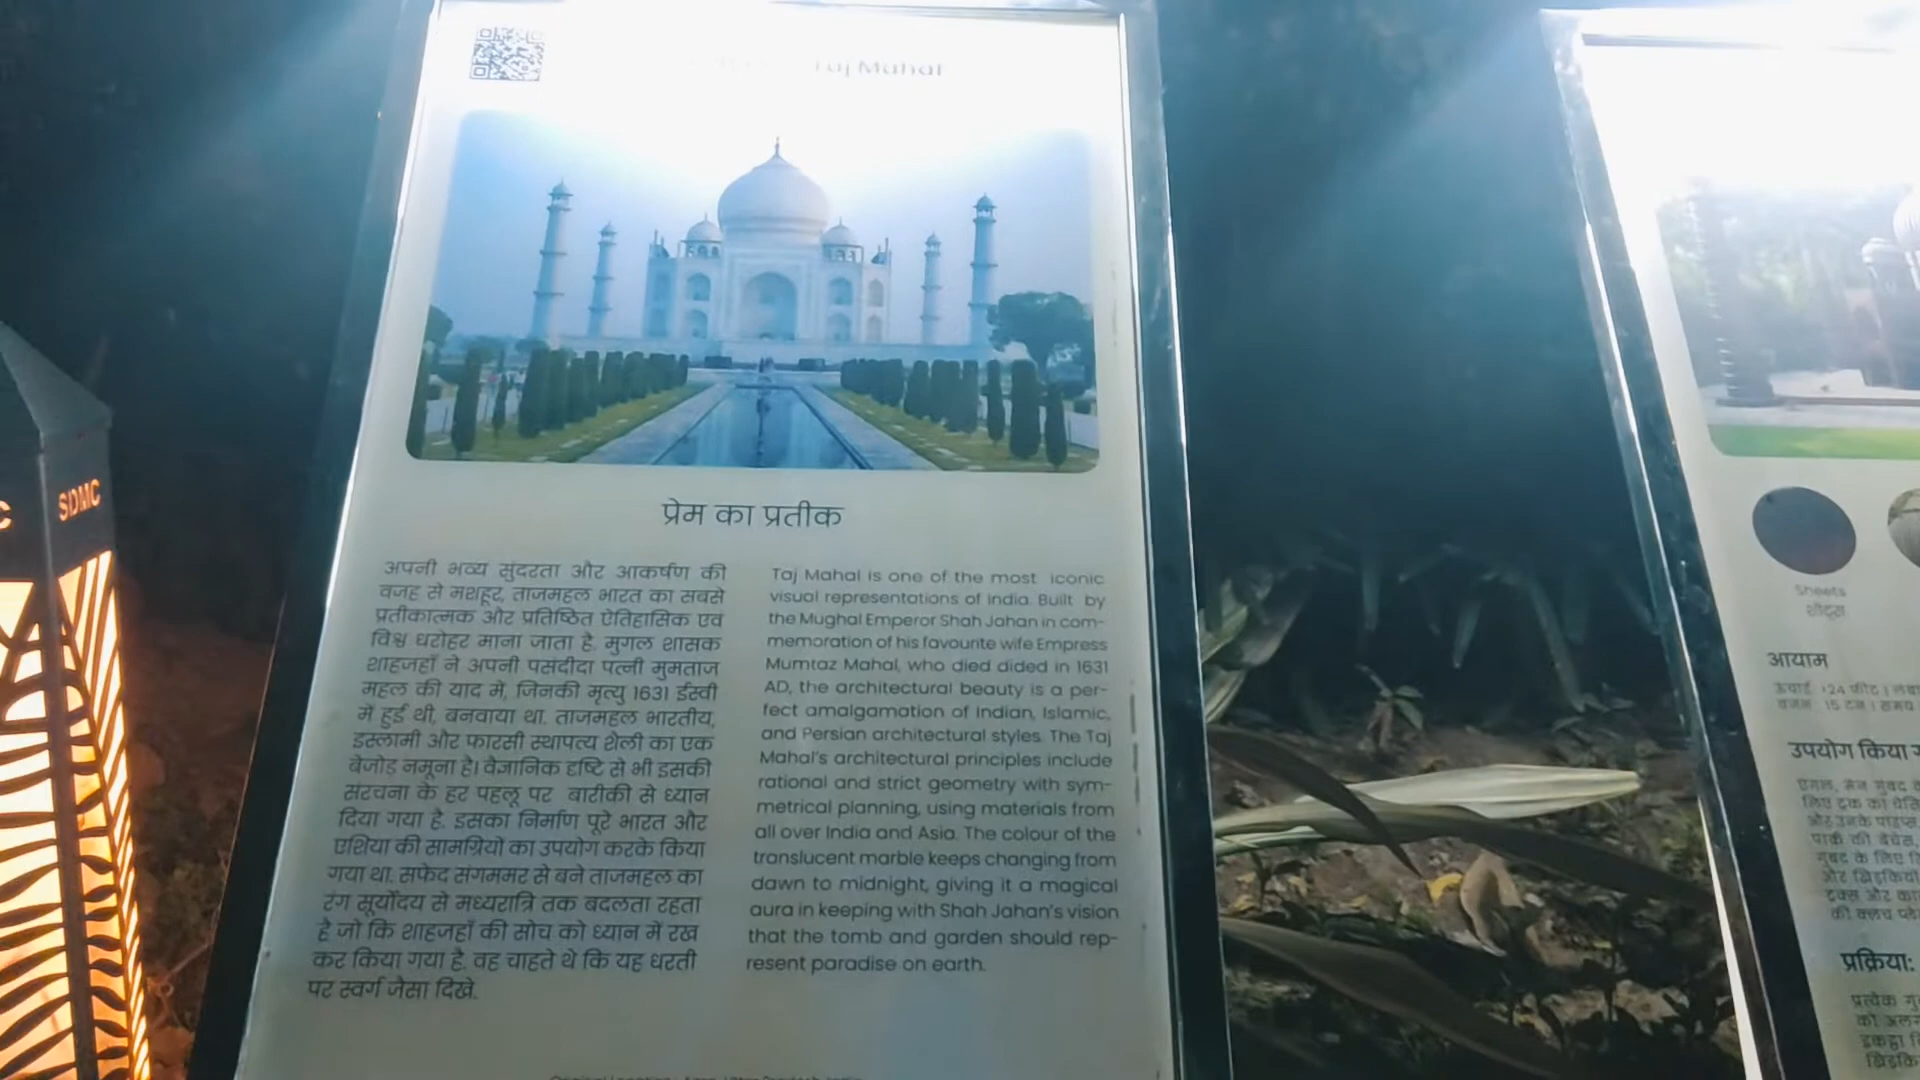 Taj Mahal
प्रेम का प्रतीक
अपनी भव्य सुंदरता और आकर्षण की
वजह से मशहूर, ताजमहल भारत का सबसे
प्रतीकात्मक और प्रतिष्ठित ऐतिहासिक एवं
विश्व धरोहर माना जाता है. मुगल शासक
शाहजहाँ ने अपनी पसंदीदा पत्नी मुमताज
महल की याद में, जिनकी मृत्यु 1631 ईस्वी
में हुई थी, बनवाया था. ताजमहल भारतीय,
इस्लामी और फारसी स्थापत्य शैली का एक
बेजोड़ नमूना है। वैज्ञानिक दृष्टि से भी इसकी
संरचना के हर पहलू पर बारीकी से ध्यान
दिया गया है. इसका निर्माण पूरे भारत और
एशिया की सामग्रियों का उपयोग करके किया
गया था. सफेद संगममर से बने ताजमहल का
रंग सूर्योदय से मध्यरात्रि तक बदलता रहता
है जो कि शाहजहाँ की सोच को ध्यान में रख
कर किया गया है. वह चाहते थे कि यह धरती
पर स्वर्ग जैसा दिखे.
Taj Mahal is one of the most iconic
visual representations of India. Built by
the Mughal Emperor Shah Jahan in com-
memoration of his favourite wife Empress
Mumtaz Mahal, who died dided in 1631
AD, the architectural beauty is a per-
fect amalgamation of Indian, Islamic,
and Persian architectural styles. The Taj
Mahal's architectural principles include
rational and strict geometry with sym-
metrical planning, using materials from
all over India and Asia. The colour of the
translucent marble keeps changing from
dawn to midnight, giving it a magical
aura in keeping with Shah Jahan's vision
that the tomb and garden should rep-
resent paradise on earth.
SDMC
Sheets
शीट्स
आयाम
उपयोग किया
प्रक्रिया: